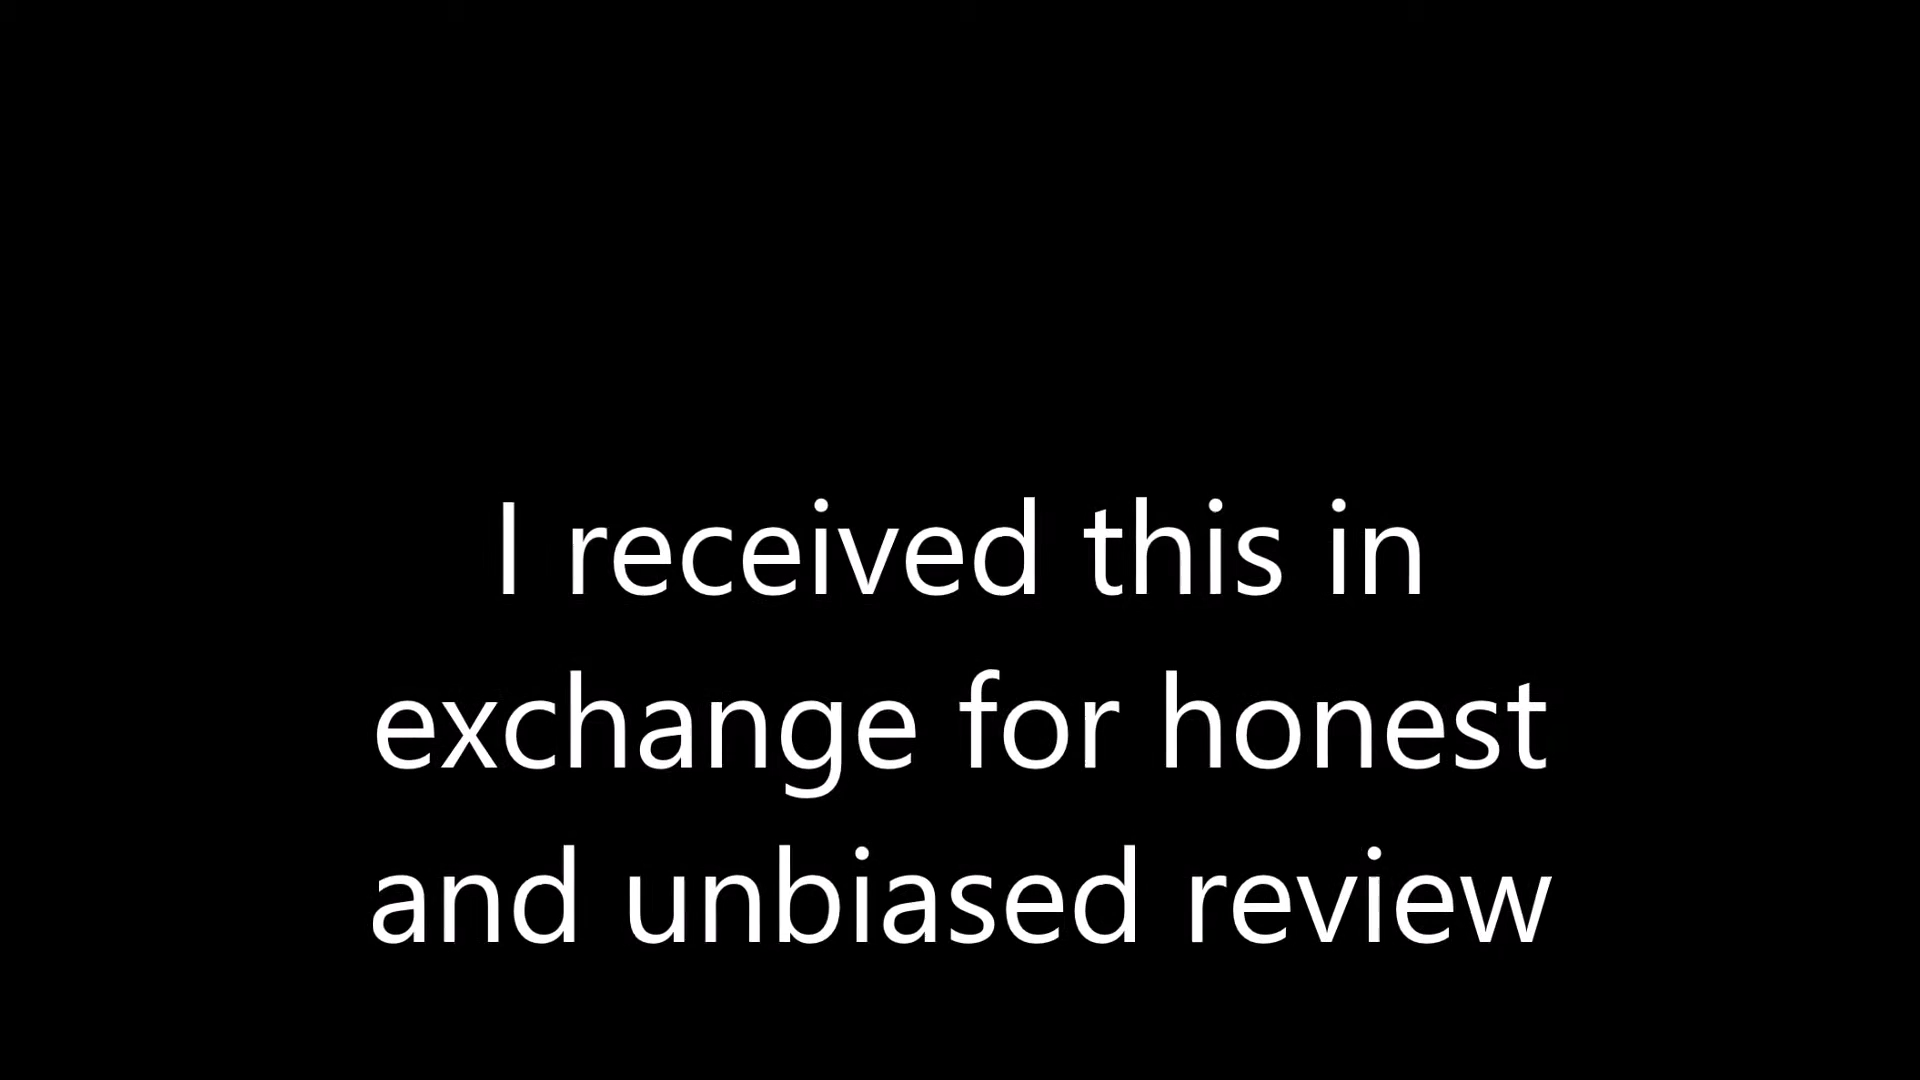 I received this in
exchange for honest
and unbiased review